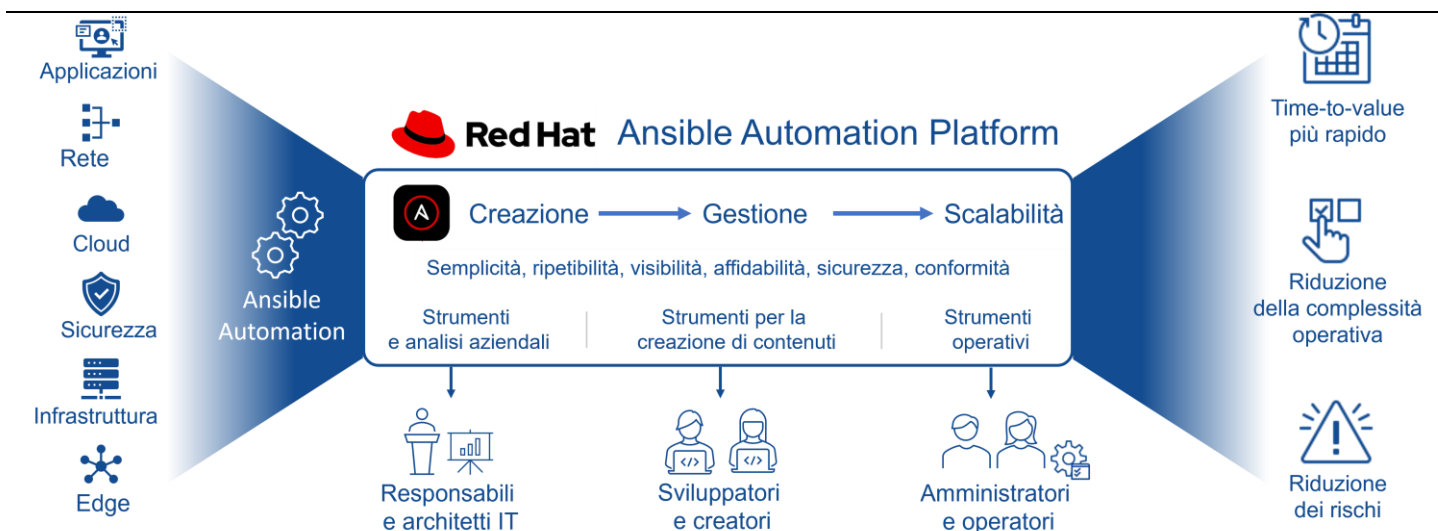 Applicazioni
Rete
Cloud
Sicurezza
Infrastruttura
Edge
Ansible
Automation
Red Hat Ansible Automation Platform
Creazione Gestione Scalabilità
Semplicità, ripetibilità, visibilità, affidabilità, sicurezza, conformità
Strumenti
e analisi aziendali
Strumenti per la
creazione di contenuti
Strumenti
operativi
Responsabili
e architetti IT
</> </>
Sviluppatori
e creatori
Amministratori
e operatori
Time-to-value
più rapido
Riduzione
della complessità
operativa
Riduzione
dei rischi